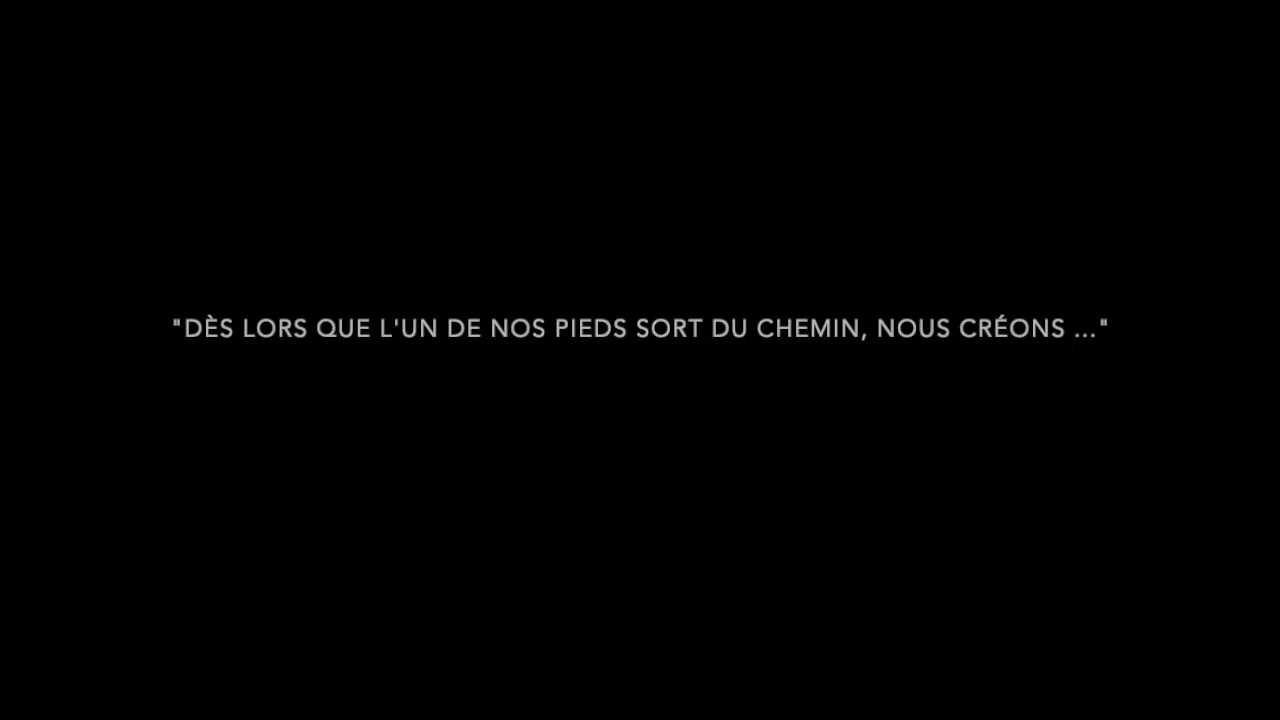 "DÈS LORS QUE L'UN DE NOS PIEDS SORT DU CHEMIN, NOUS CRÉONS ..."